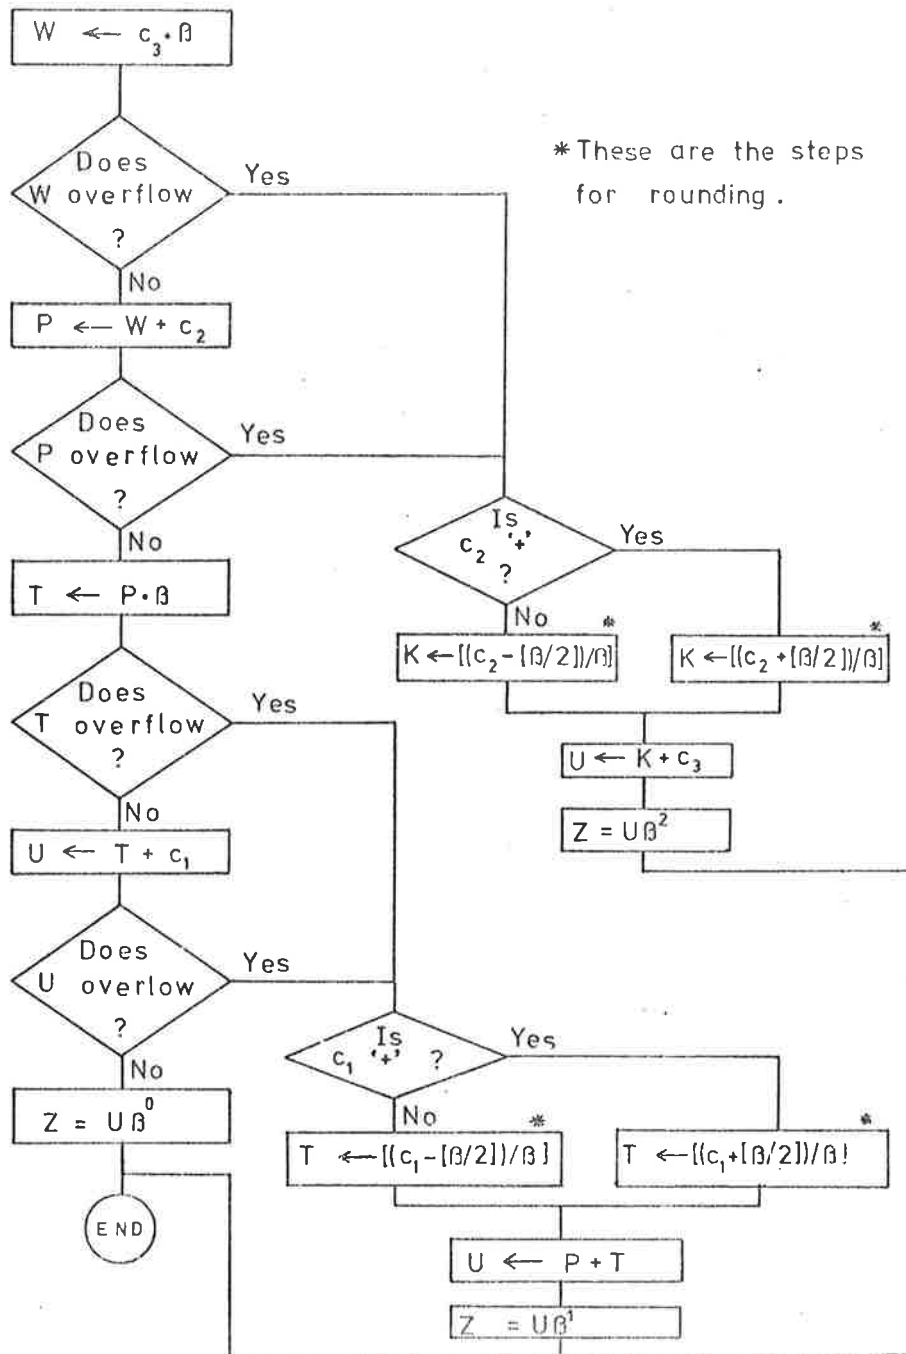 W ← c₃·β
* These are the steps
for rounding.
Does
W overflow
?
Yes
No
P ← W + c₂
Does
P overflow
?
Yes
No
T ← P·β
Is
c₂ '+'
?
Yes
No
*
K ← [(c₂ - [β/2])/β]
*
K ← [(c₂ + [β/2])/β]
U ← K + c₃
Z = Uβ²
Does
T overflow
?
Yes
No
U ← T + c₁
Does
U overlow
?
Yes
No
Z = Uβ⁰
END
Is
c₁ '+' ?
Yes
No
*
T ← [(c₁ - [β/2])/β]
*
T ← [(c₁ + [β/2])/β!
U ← P + T
Z = Uβ¹